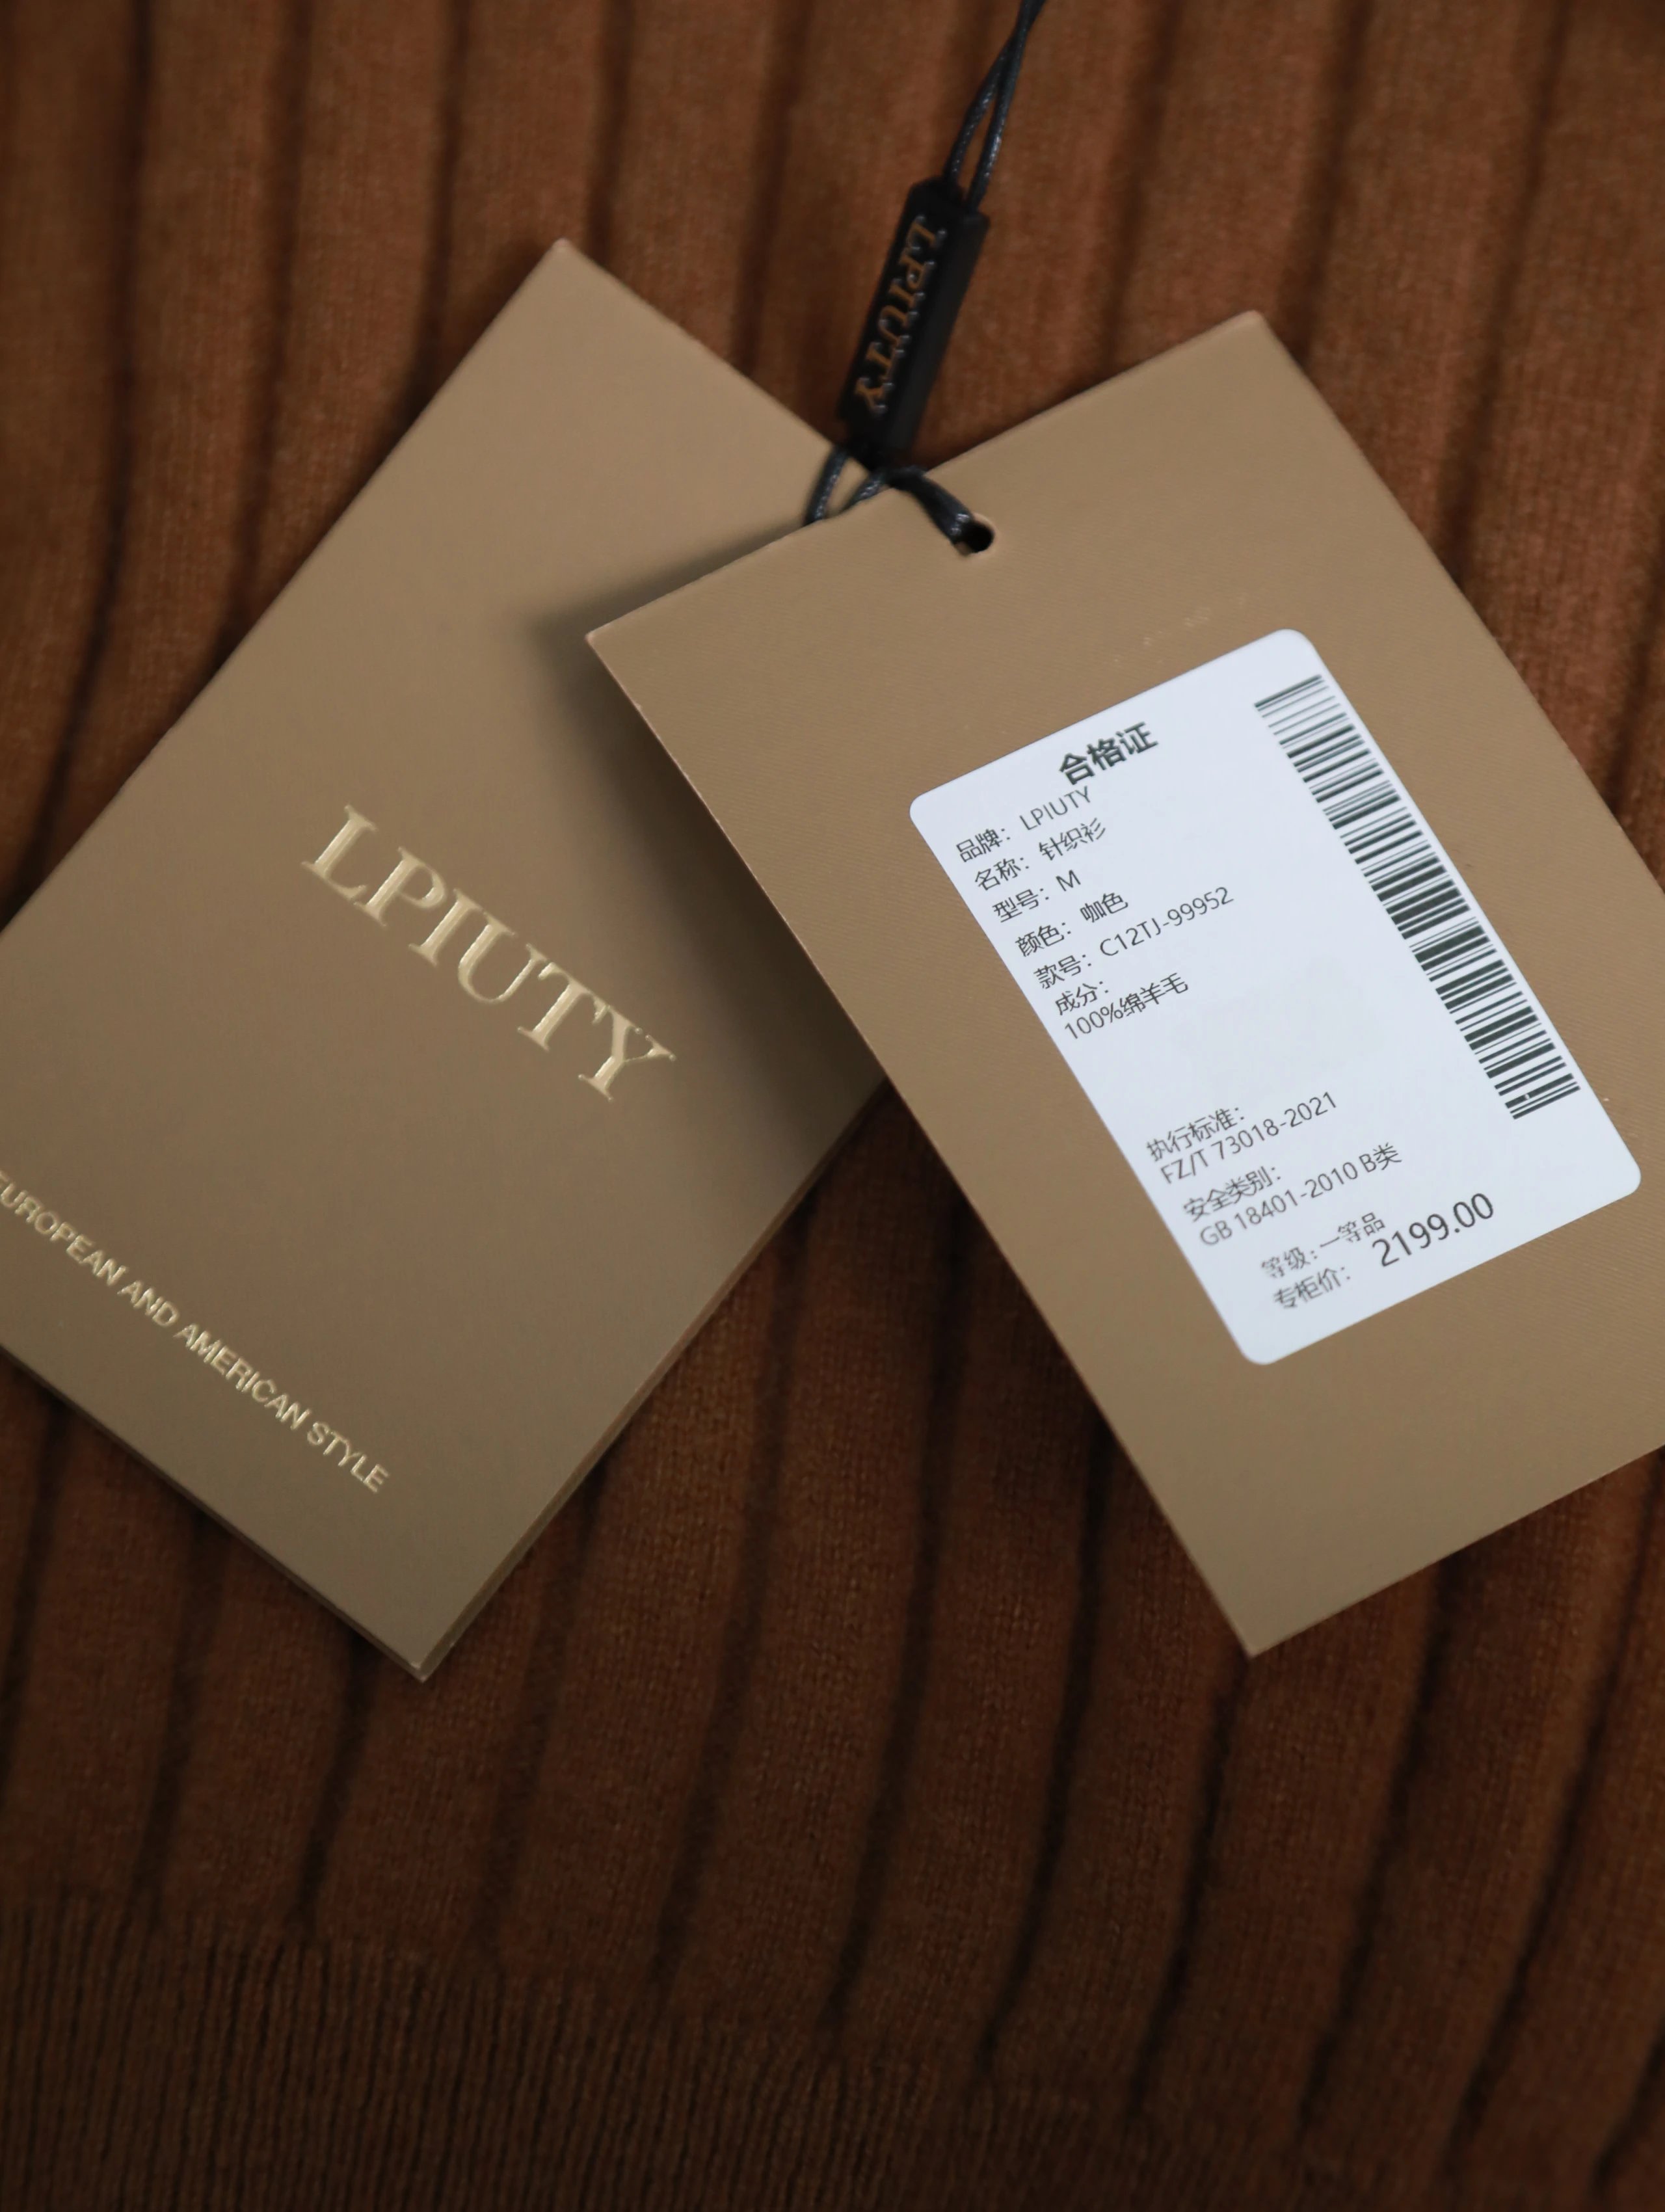 LPIUTY
LPIUTY
EUROPEAN AND AMERICAN STYLE
合格证
品牌: LPIUTY
名称: 针织衫
型号: M
颜色: 咖色
款号: C12TJ-99952
成分:
100%绵羊毛
执行标准:
FZ/T 73018-2021
安全类别:
GB 18401-2010 B类
等级:一等品
专柜价: 2199.00